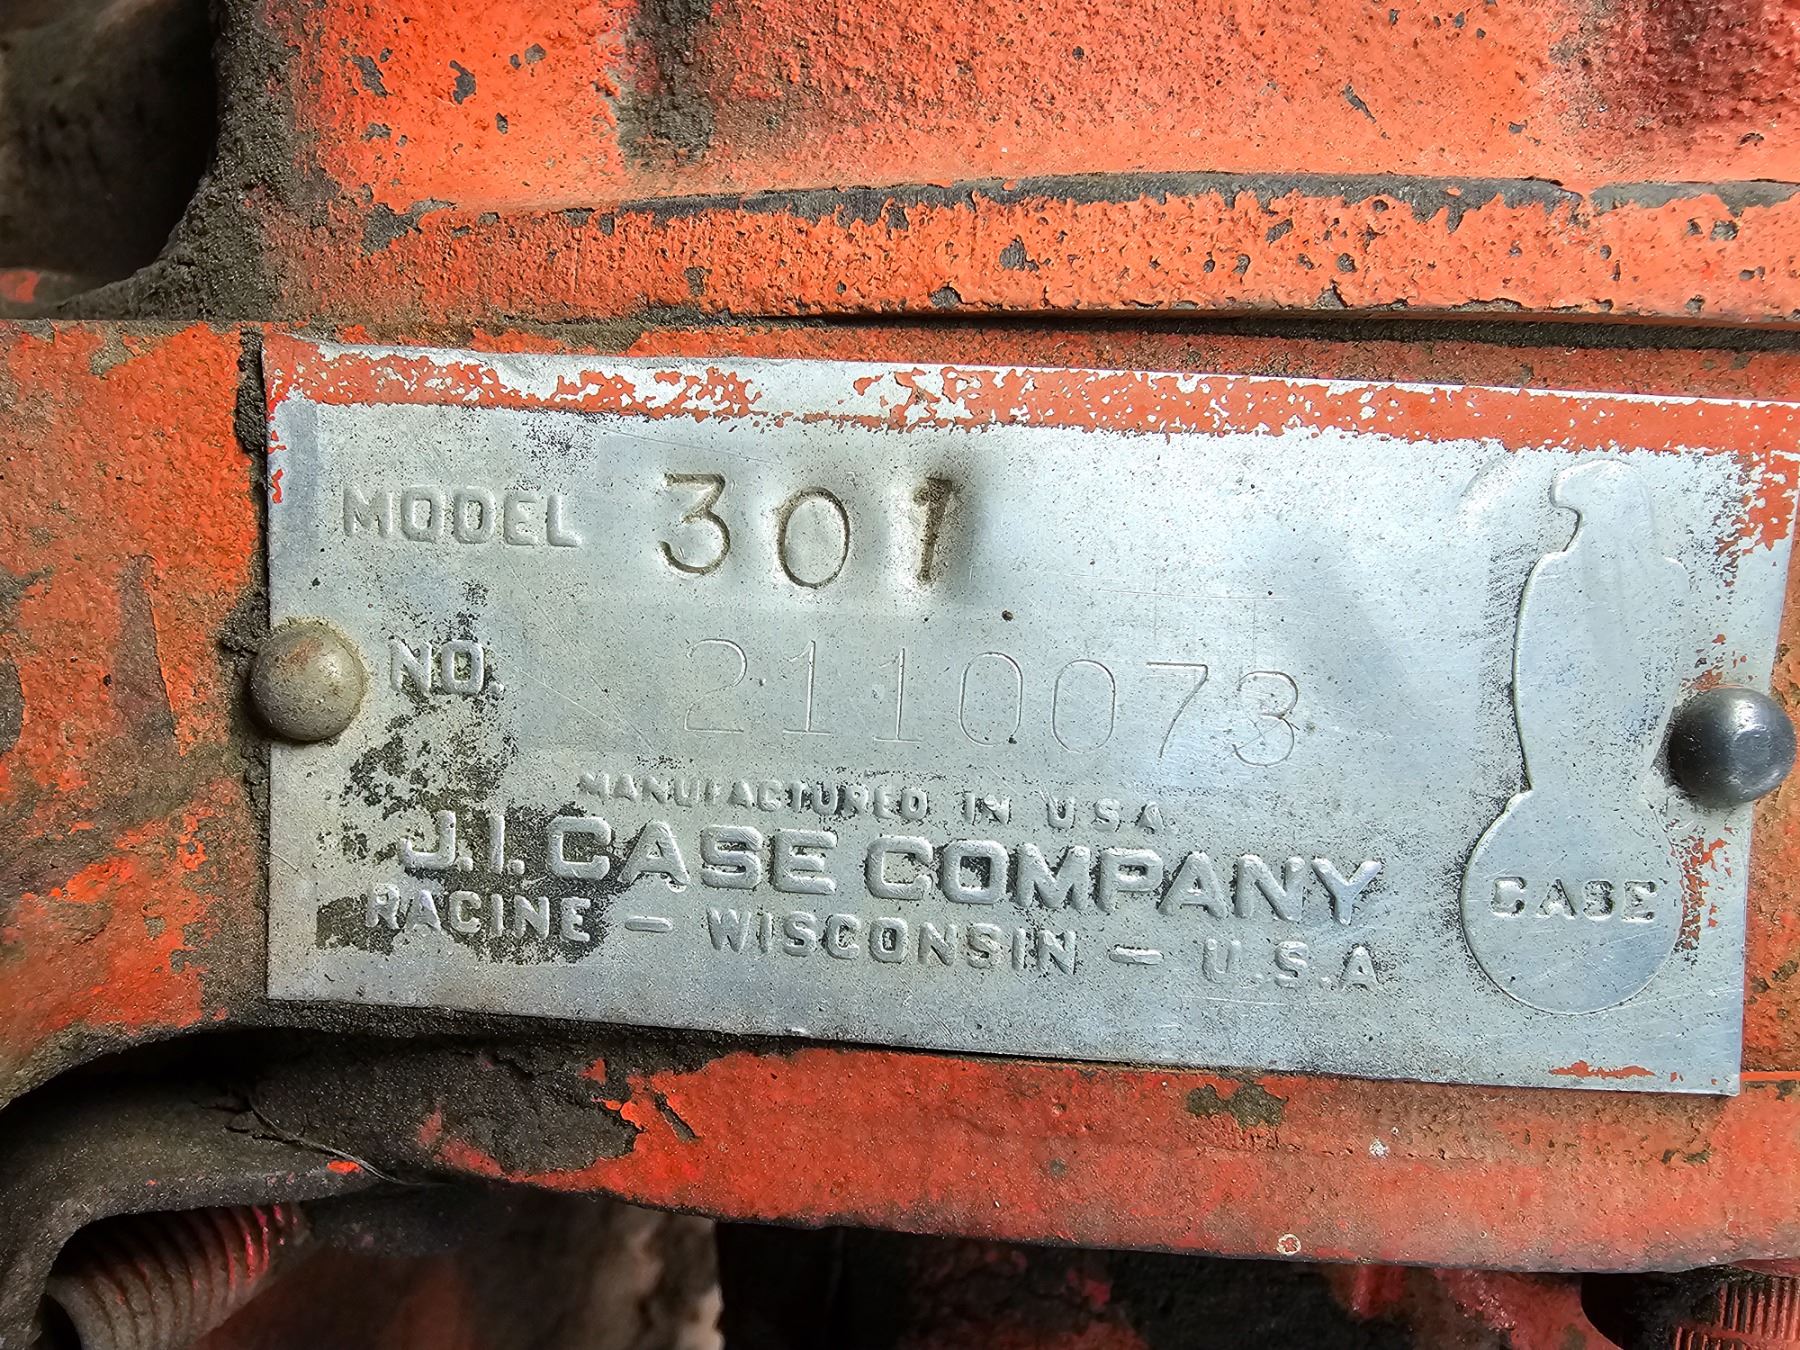 MODEL 301
NO. 2110073
MANUFACTURED IN U S A
J.I. CASE COMPANY
RACINE – WISCONSIN – U.S.A
CASE